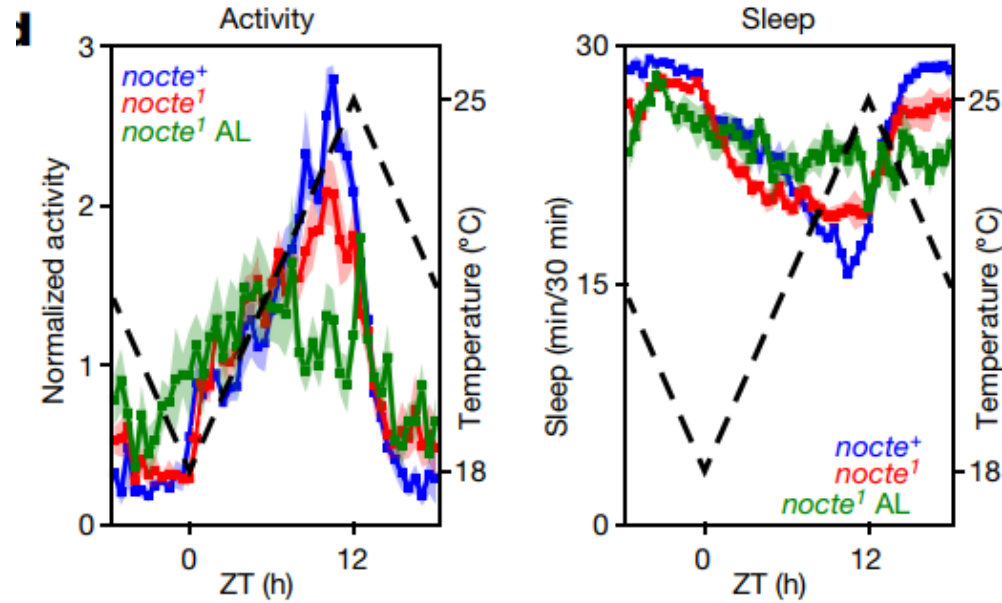 d
Activity
Sleep
3
2
1
0
Normalized activity
nocte+
nocte1
nocte1 AL
25
18
Temperature (°C)
0
12
ZT (h)
30
15
0
Sleep (min/30 min)
nocte+
nocte1
nocte1 AL
25
18
Temperature (°C)
0
12
ZT (h)